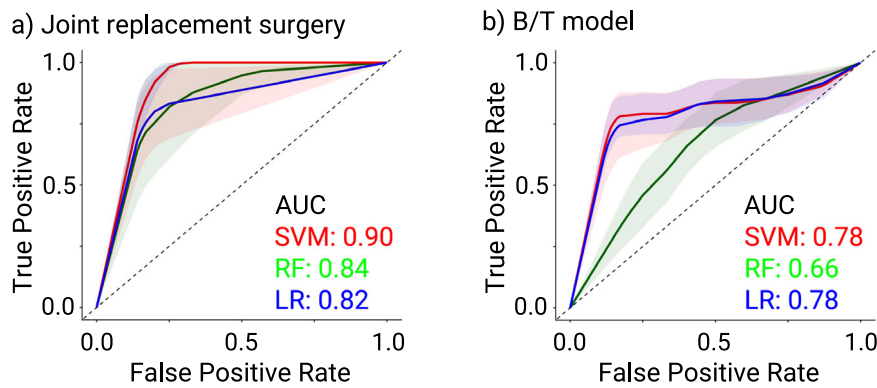 a) Joint replacement surgery
True Positive Rate
1.0
0.5
0.0
AUC
SVM: 0.90
RF: 0.84
LR: 0.82
0.0 0.5 1.0
False Positive Rate
b) B/T model
True Positive Rate
1.0
0.5
0.0
AUC
SVM: 0.78
RF: 0.66
LR: 0.78
0.0 0.5 1.0
False Positive Rate